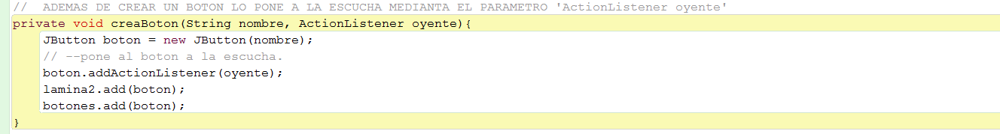 //  ADEMAS DE CREAR UN BOTON LO PONE A LA ESCUCHA MEDIANTA EL PARAMETRO 'ActionListener oyente'
private void creaBoton(String nombre, ActionListener oyente){
    JButton boton = new JButton(nombre);
    // --pone al boton a la escucha.
    boton.addActionListener(oyente);
    lamina2.add(boton);
    botones.add(boton);
}